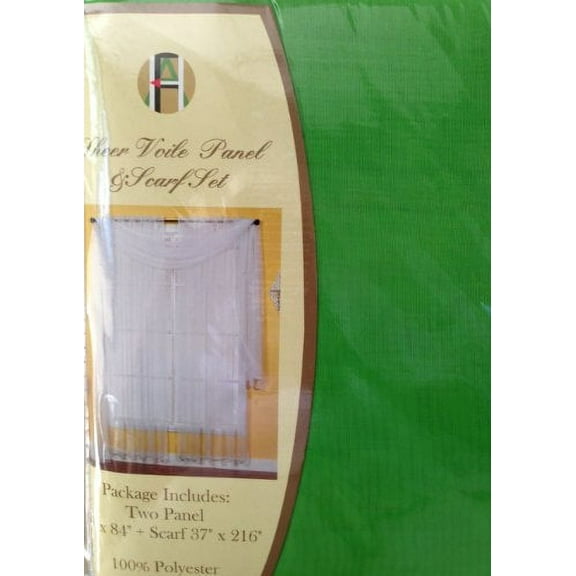 Sheer Voile Panel
& Scarf Set
Package Includes:
Two Panel
x 84" + Scarf 37" x 216"
100% Polyester